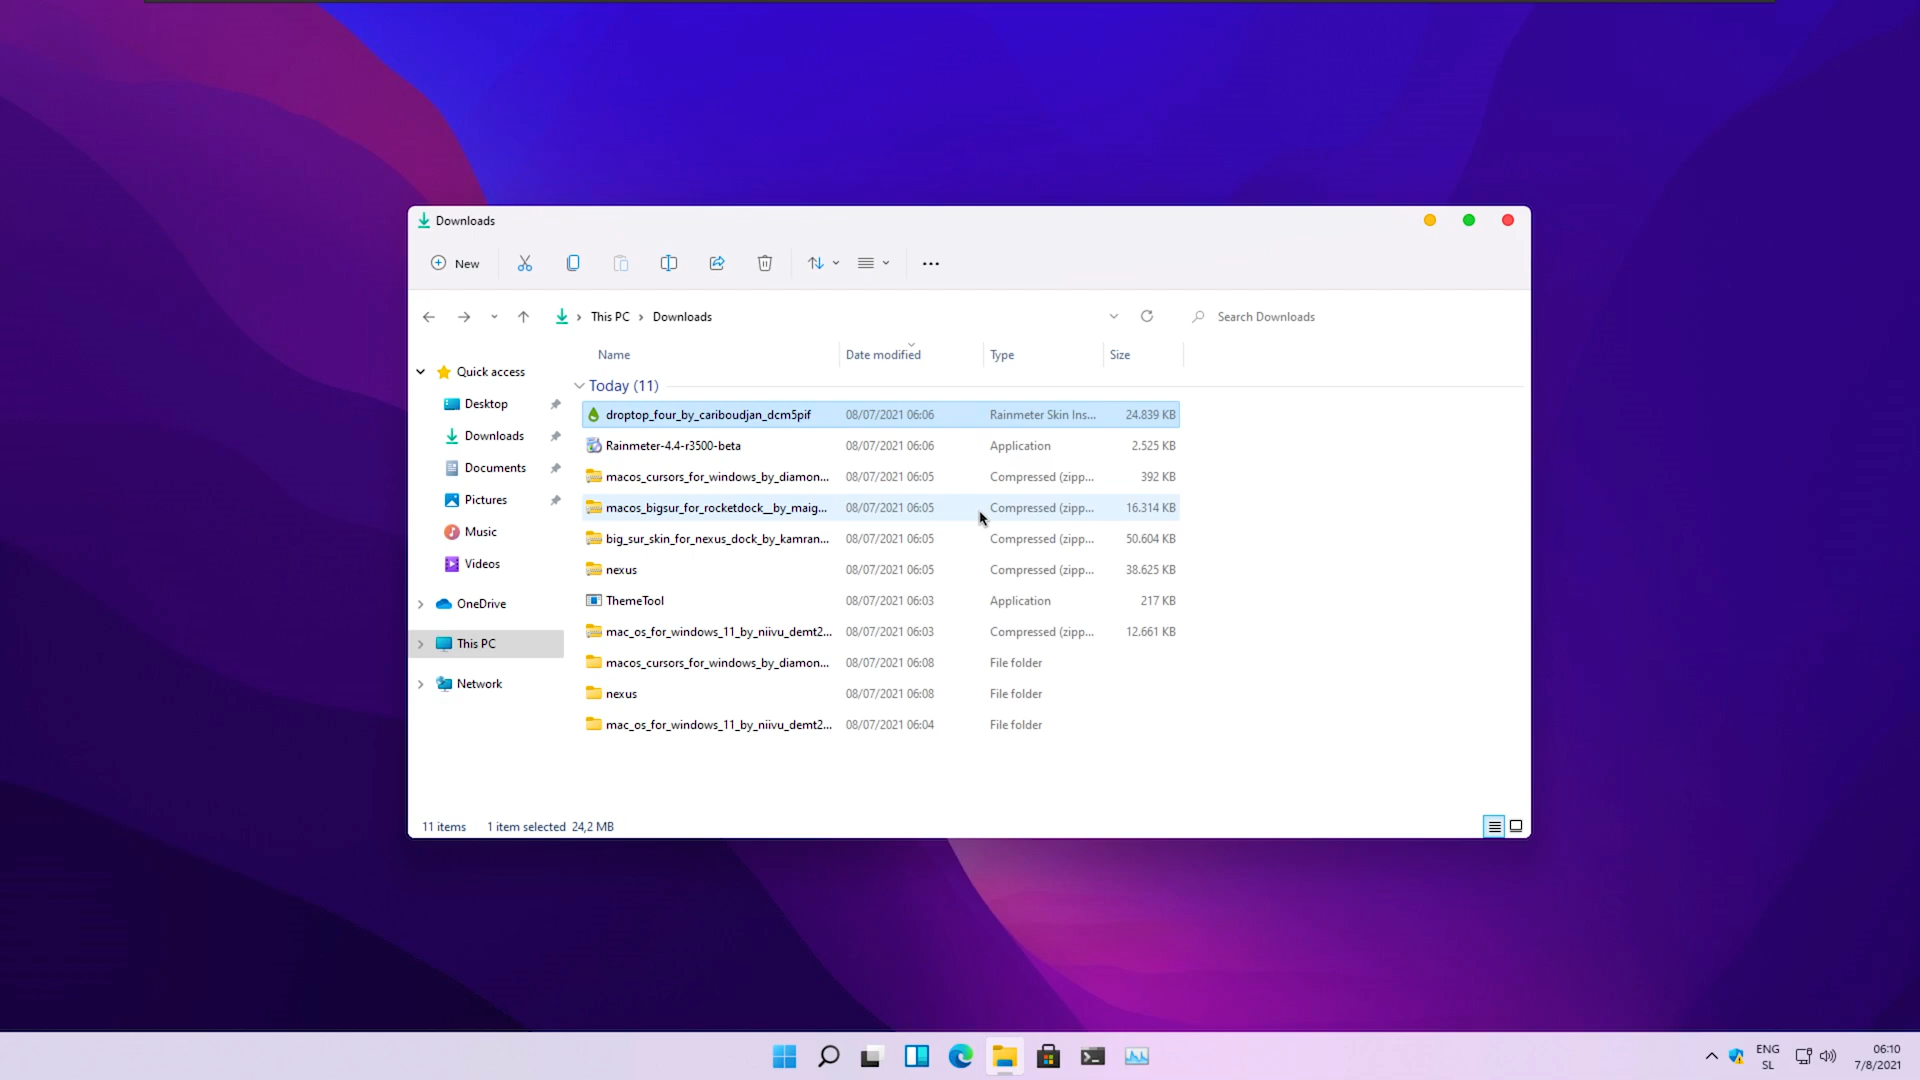 Downloads
New
This PC
Downloads
Search Downloads
Name Date modified Type Size
Today (11)
Quick access
Desktop
Downloads
Documents
Pictures
Music
Videos
OneDrive
This PC
Network
droptop_four_by_cariboudjan_dcm5pif 08/07/2021 06:06 Rainmeter Skin Ins... 24.839 KB
Rainmeter-4.4-r3500-beta 08/07/2021 06:06 Application 2.525 KB
macos_cursors_for_windows_by_diamon... 08/07/2021 06:05 Compressed (zipp... 392 KB
macos_bigsur_for_rocketdock__by_maig... 08/07/2021 06:05 Compressed (zipp... 16.314 KB
big_sur_skin_for_nexus_dock_by_kamran... 08/07/2021 06:05 Compressed (zipp... 50.604 KB
nexus 08/07/2021 06:05 Compressed (zipp... 38.625 KB
ThemeTool 08/07/2021 06:03 Application 217 KB
mac_os_for_windows_11_by_niivu_demt2... 08/07/2021 06:03 Compressed (zipp... 12.661 KB
macos_cursors_for_windows_by_diamon... 08/07/2021 06:08 File folder
nexus 08/07/2021 06:08 File folder
mac_os_for_windows_11_by_niivu_demt2... 08/07/2021 06:04 File folder
11 items 1 item selected 24,2 MB
ENG
SL
06:10
7/8/2021